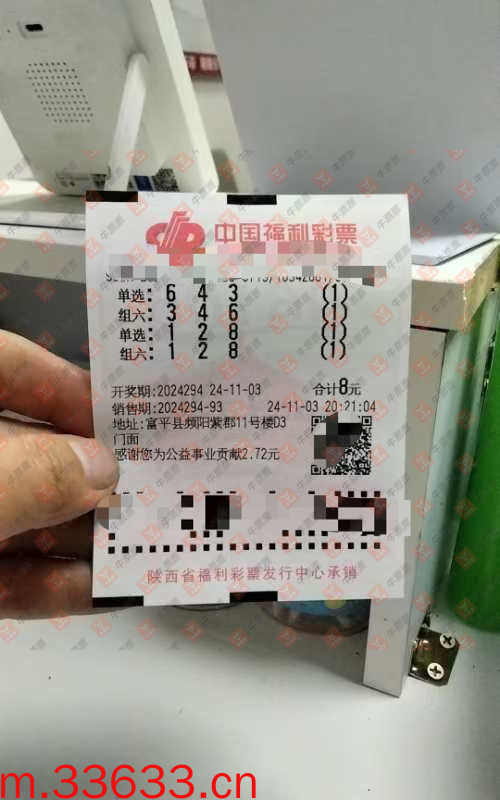 中国福利彩票
单选: 6 4 3 (1)
组六: 3 4 6 (1)
单选: 1 2 8 (1)
组六: 1 2 8 (1)
开奖期:2024294 24-11-03 合计8元
销售期:2024294-93 24-11-03 20:21:04
地址:富平县频阳紫郡11号楼D3
门面
感谢您为公益事业贡献2.72元
陕西省福利彩票发行中心承销
m.33633.cn